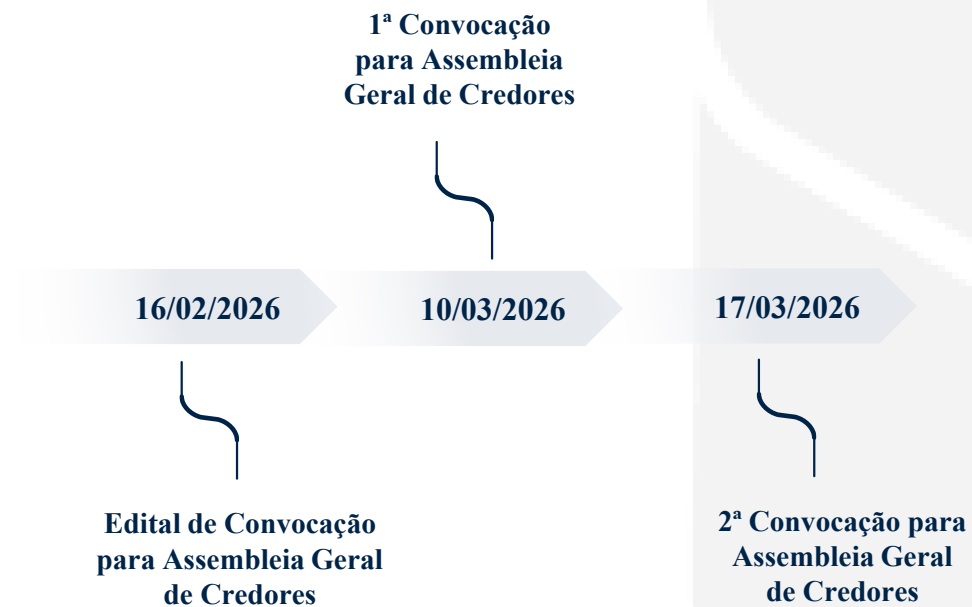 1ª Convocação
para Assembleia
Geral de Credores
16/02/2026
10/03/2026
17/03/2026
Edital de Convocação
para Assembleia Geral
de Credores
2ª Convocação para
Assembleia Geral
de Credores